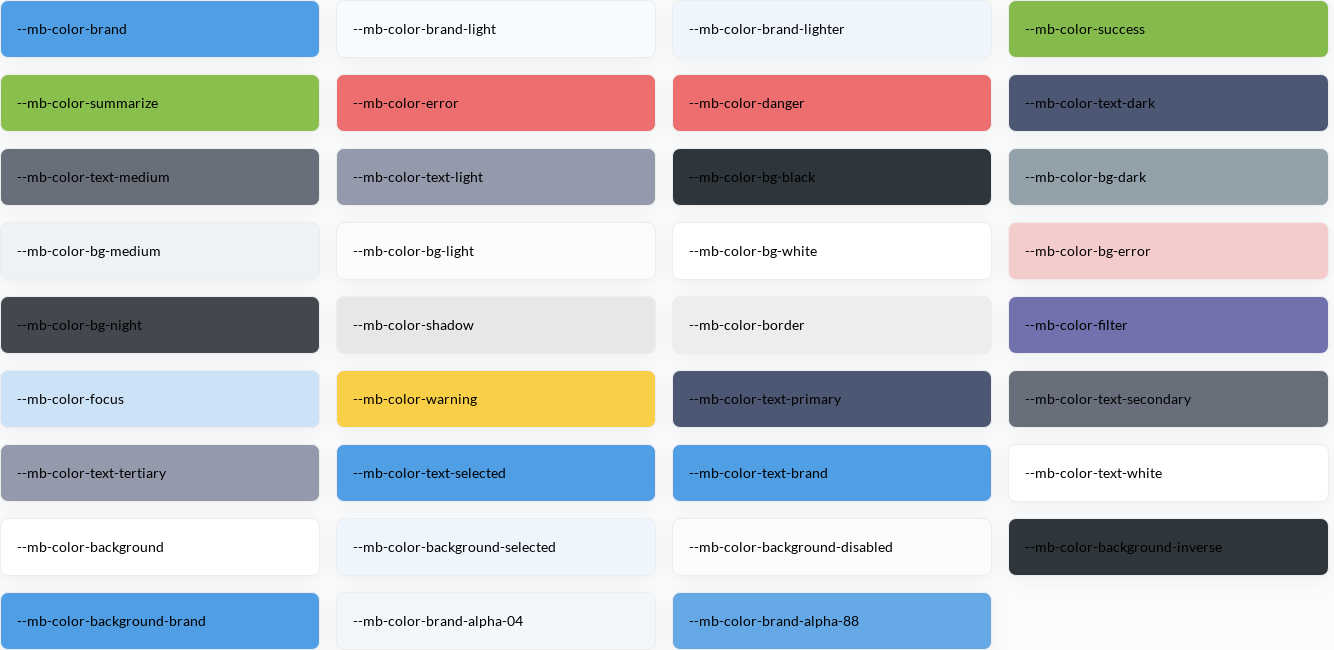 --mb-color-brand
--mb-color-brand-light
--mb-color-brand-lighter
--mb-color-success
--mb-color-summarize
--mb-color-error
--mb-color-danger
--mb-color-text-dark
--mb-color-text-medium
--mb-color-text-light
--mb-color-bg-black
--mb-color-bg-dark
--mb-color-bg-medium
--mb-color-bg-light
--mb-color-bg-white
--mb-color-bg-error
--mb-color-bg-night
--mb-color-shadow
--mb-color-border
--mb-color-filter
--mb-color-focus
--mb-color-warning
--mb-color-text-primary
--mb-color-text-secondary
--mb-color-text-tertiary
--mb-color-text-selected
--mb-color-text-brand
--mb-color-text-white
--mb-color-background
--mb-color-background-selected
--mb-color-background-disabled
--mb-color-background-inverse
--mb-color-background-brand
--mb-color-brand-alpha-04
--mb-color-brand-alpha-88